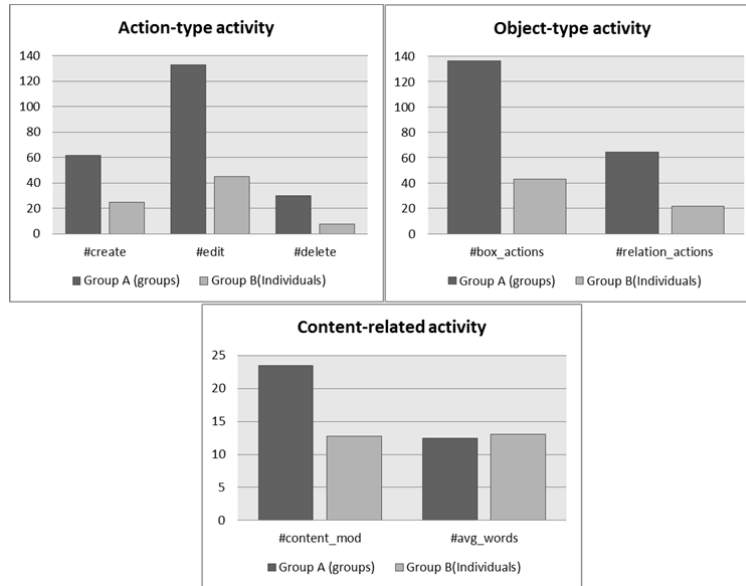 Action-type activity
140
120
100
80
60
40
20
0
#create #edit #delete
Group A (groups) Group B(Individuals)
Object-type activity
140
120
100
80
60
40
20
0
#box_actions #relation_actions
Group A (groups) Group B(Individuals)
Content-related activity
25
20
15
10
5
0
#content_mod #avg_words
Group A (groups) Group B(Individuals)